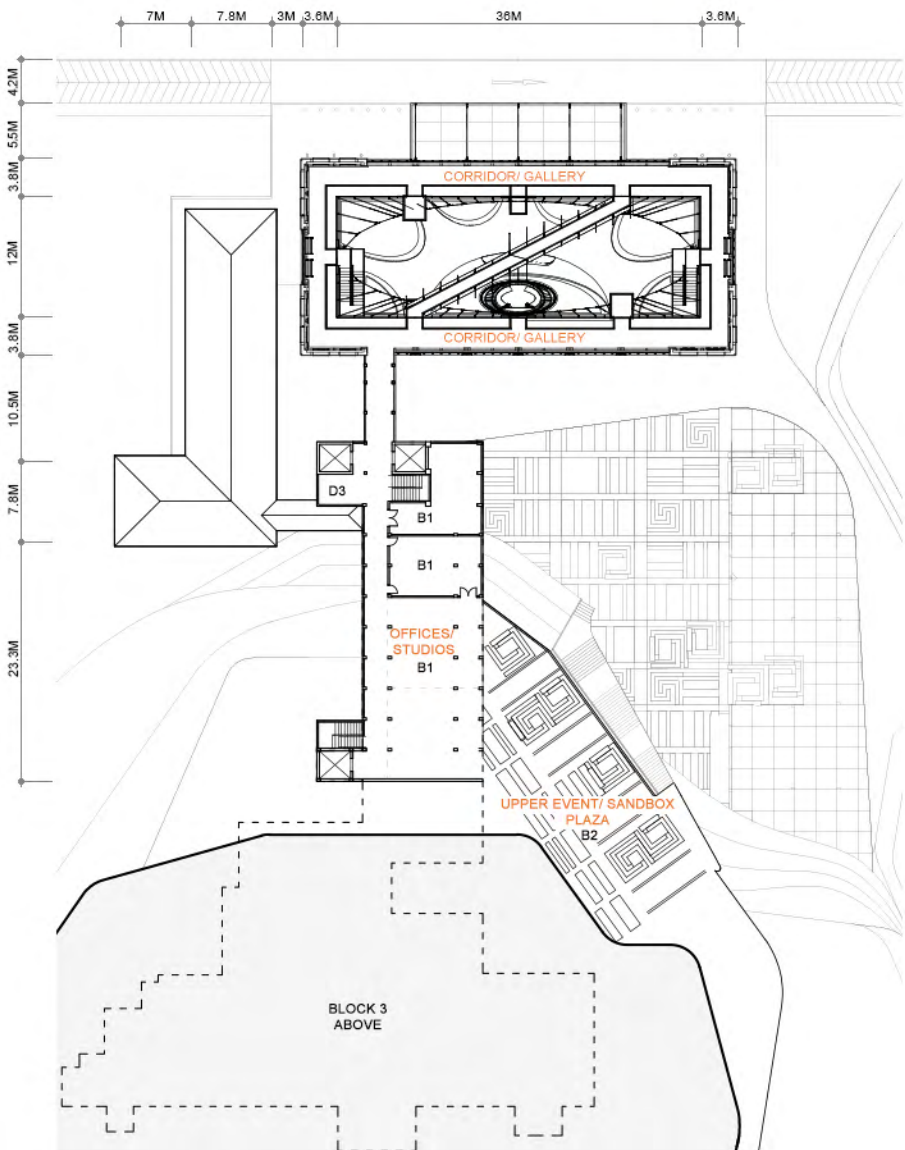 7M
7.8M
3M
3.6M
36M
3.6M
4.2M
5.5M
3.8M
12M
3.8M
10.5M
7.8M
23.3M
CORRIDOR/ GALLERY
CORRIDOR/ GALLERY
D3
B1
B1
OFFICES/
STUDIOS
B1
UPPER EVENT/ SANDBOX
PLAZA
B2
BLOCK 3
ABOVE